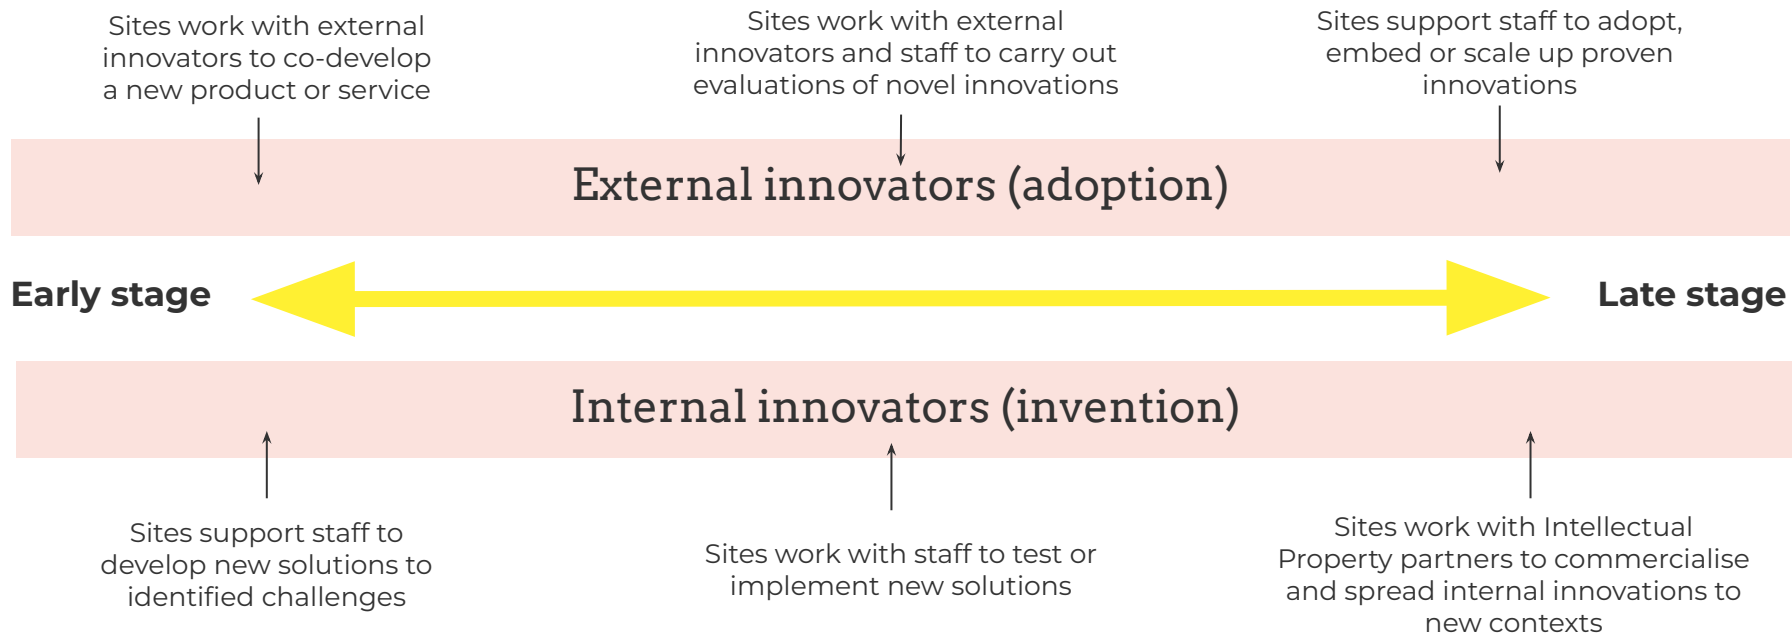 Sites work with external
innovators to co-develop
a new product or service
Sites work with external
innovators and staff to carry out
evaluations of novel innovations
Sites support staff to adopt,
embed or scale up proven
innovations
External innovators (adoption)
Early stage
Late stage
Internal innovators (invention)
Sites support staff to
develop new solutions to
identified challenges
Sites work with staff to test or
implement new solutions
Sites work with Intellectual
Property partners to commercialise
and spread internal innovations to
new contexts